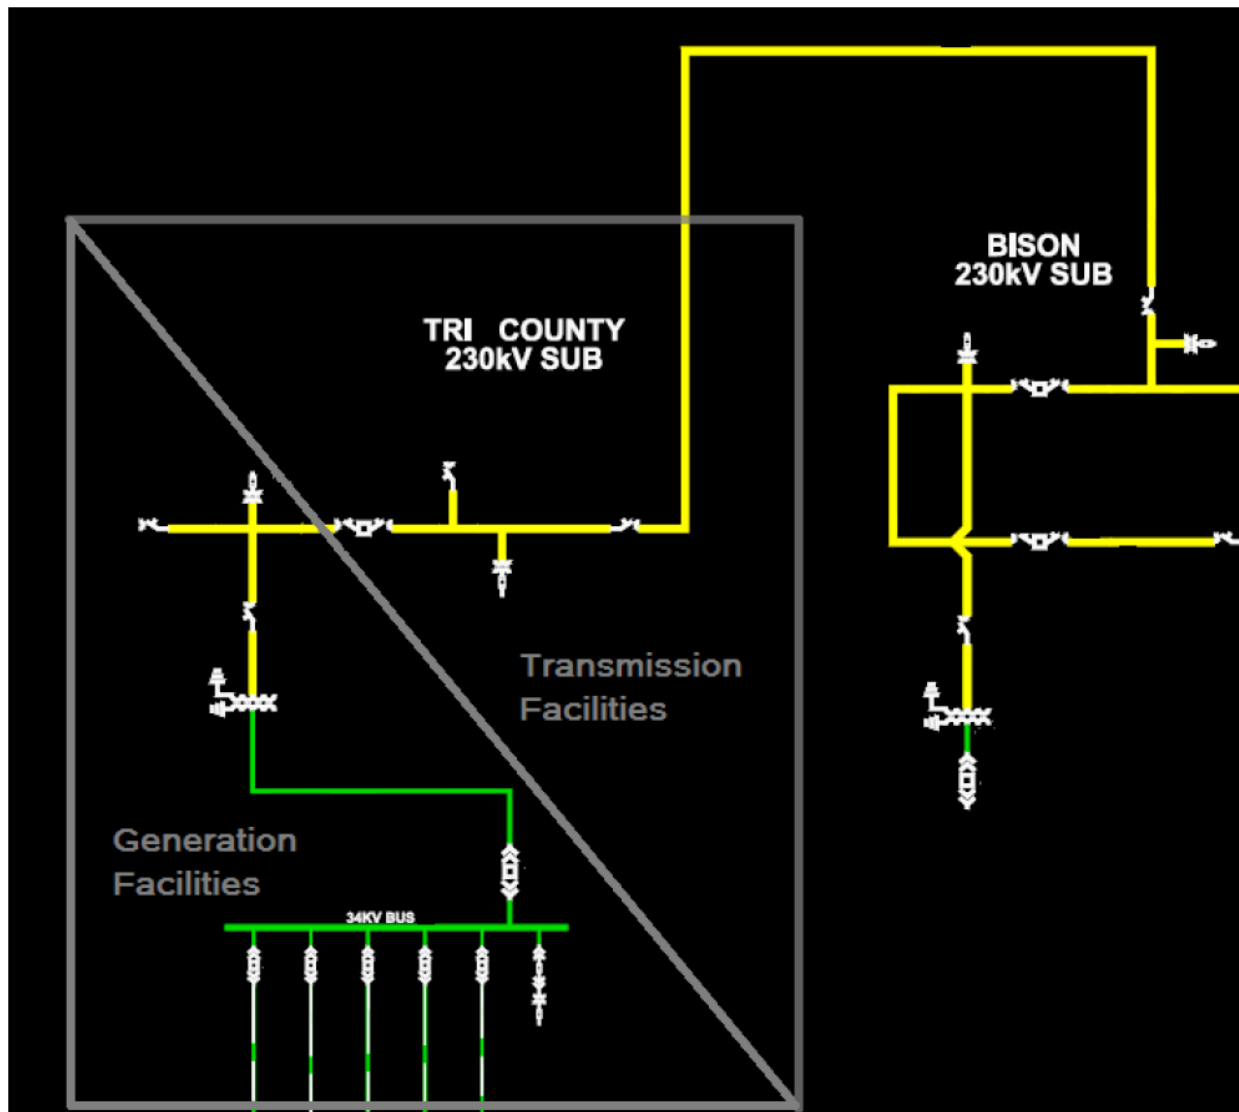 BISON
230kV SUB
TRI COUNTY
230kV SUB
Transmission
Facilities
Generation
Facilities
34KV BUS